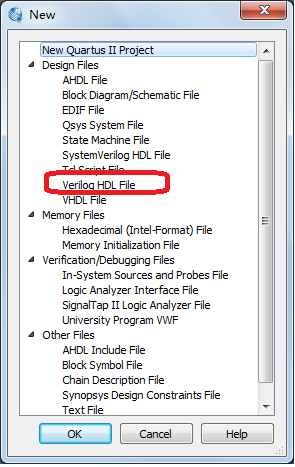 New
New Quartus II Project
Design Files
AHDL File
Block Diagram/Schematic File
EDIF File
Qsys System File
State Machine File
SystemVerilog HDL File
Tcl Script File
Verilog HDL File
VHDL File
Memory Files
Hexadecimal (Intel-Format) File
Memory Initialization File
Verification/Debugging Files
In-System Sources and Probes File
Logic Analyzer Interface File
SignalTap II Logic Analyzer File
University Program VWF
Other Files
AHDL Include File
Block Symbol File
Chain Description File
Synopsys Design Constraints File
Text File
OK Cancel Help